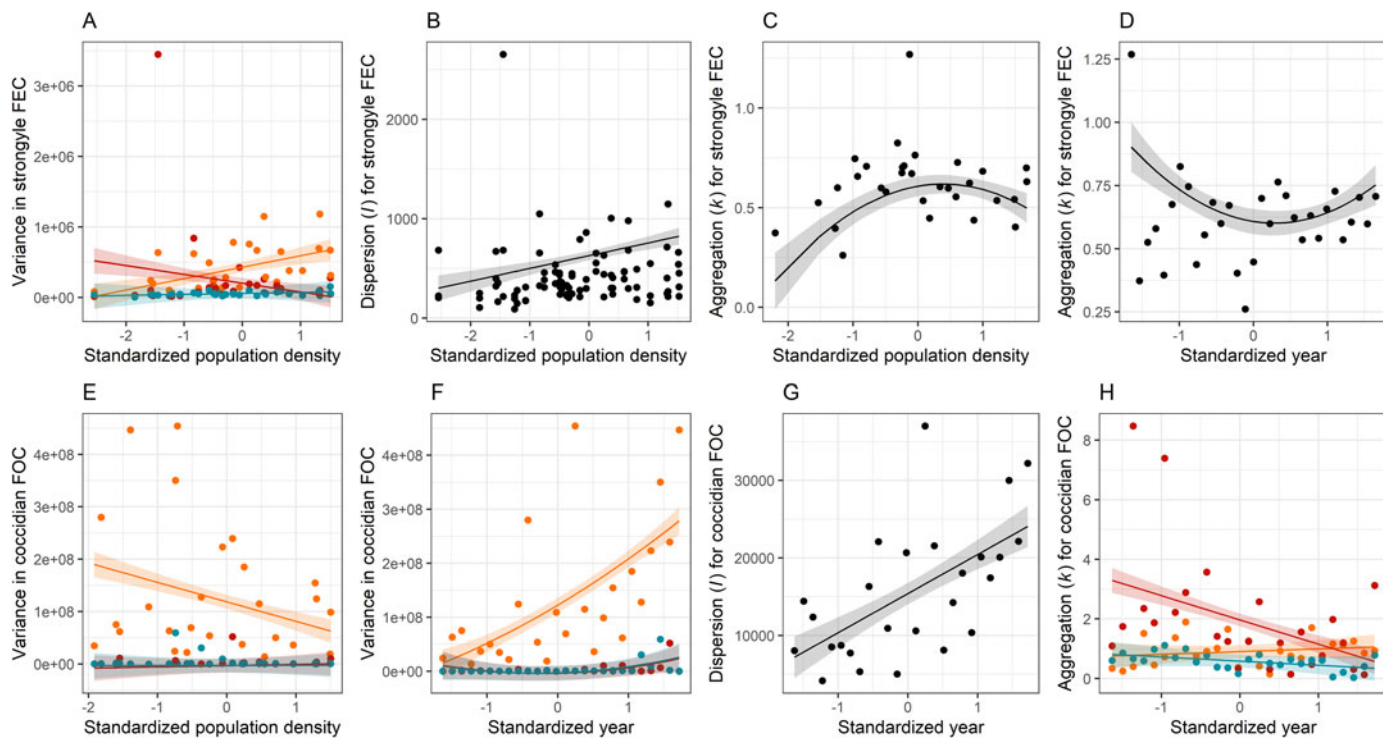 A
B
C
D
Variance in strongyle FEC
3e+06
2e+06
1e+06
0e+00
-2
-1
0
1
Standardized population density
Dispersion (I) for strongyle FEC
2000
1000
0
-2
-1
0
1
Standardized population density
Aggregation (k) for strongyle FEC
1.0
0.5
0.0
-2
-1
0
1
Standardized population density
Aggregation (k) for strongyle FEC
1.25
1.00
0.75
0.50
0.25
-1
0
1
Standardized year
E
F
G
H
Variance in coccidian FOC
4e+08
3e+08
2e+08
1e+08
0e+00
-2
-1
0
1
Standardized population density
Variance in coccidian FOC
4e+08
3e+08
2e+08
1e+08
0e+00
-1
0
1
Standardized year
Dispersion (I) for coccidian FOC
30000
20000
10000
-1
0
1
Standardized year
Aggregation (k) for coccidian FOC
8
6
4
2
0
-1
0
1
Standardized year